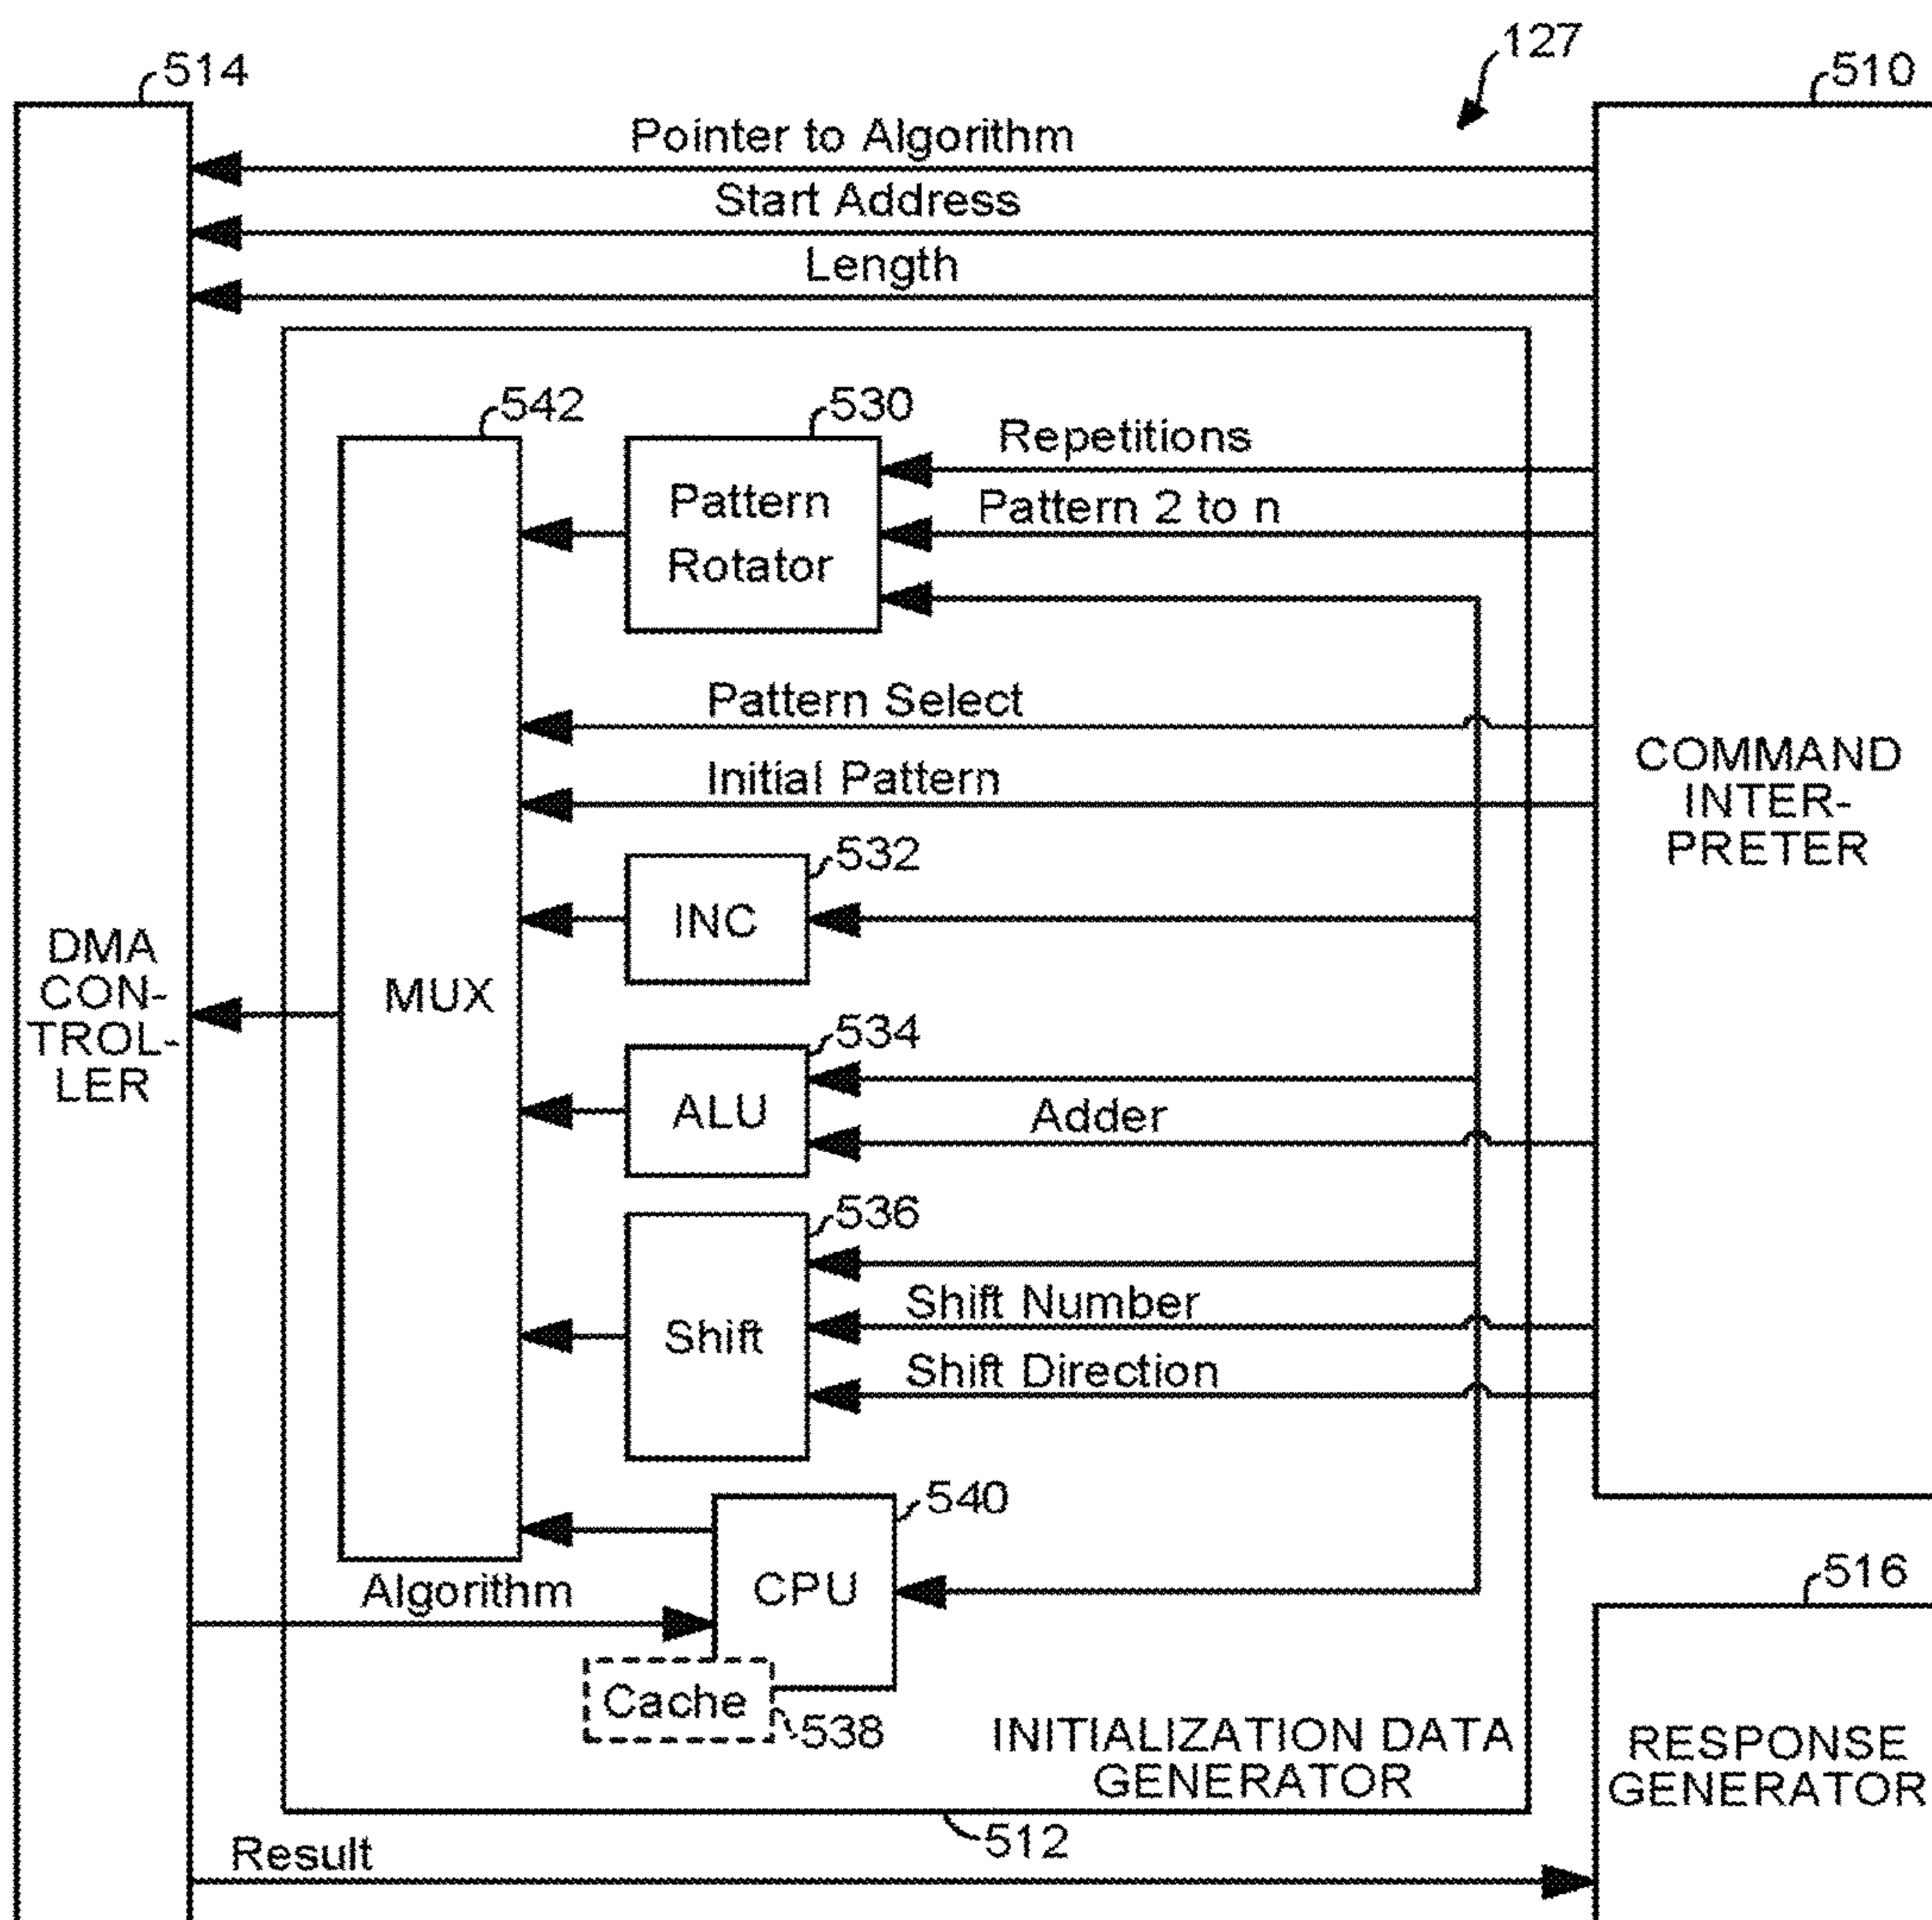 127
514
510
Pointer to Algorithm
Start Address
Length
542
530
Repetitions
Pattern 2 to n
Pattern
Rotator
Pattern Select
Initial Pattern
COMMAND
INTER-
PRETER
532
INC
DMA
CON-
TROL-
LER
MUX
534
ALU
Adder
536
Shift
Shift Number
Shift Direction
540
CPU
Algorithm
516
Cache
538
INITIALIZATION DATA
GENERATOR
RESPONSE
GENERATOR
512
Result